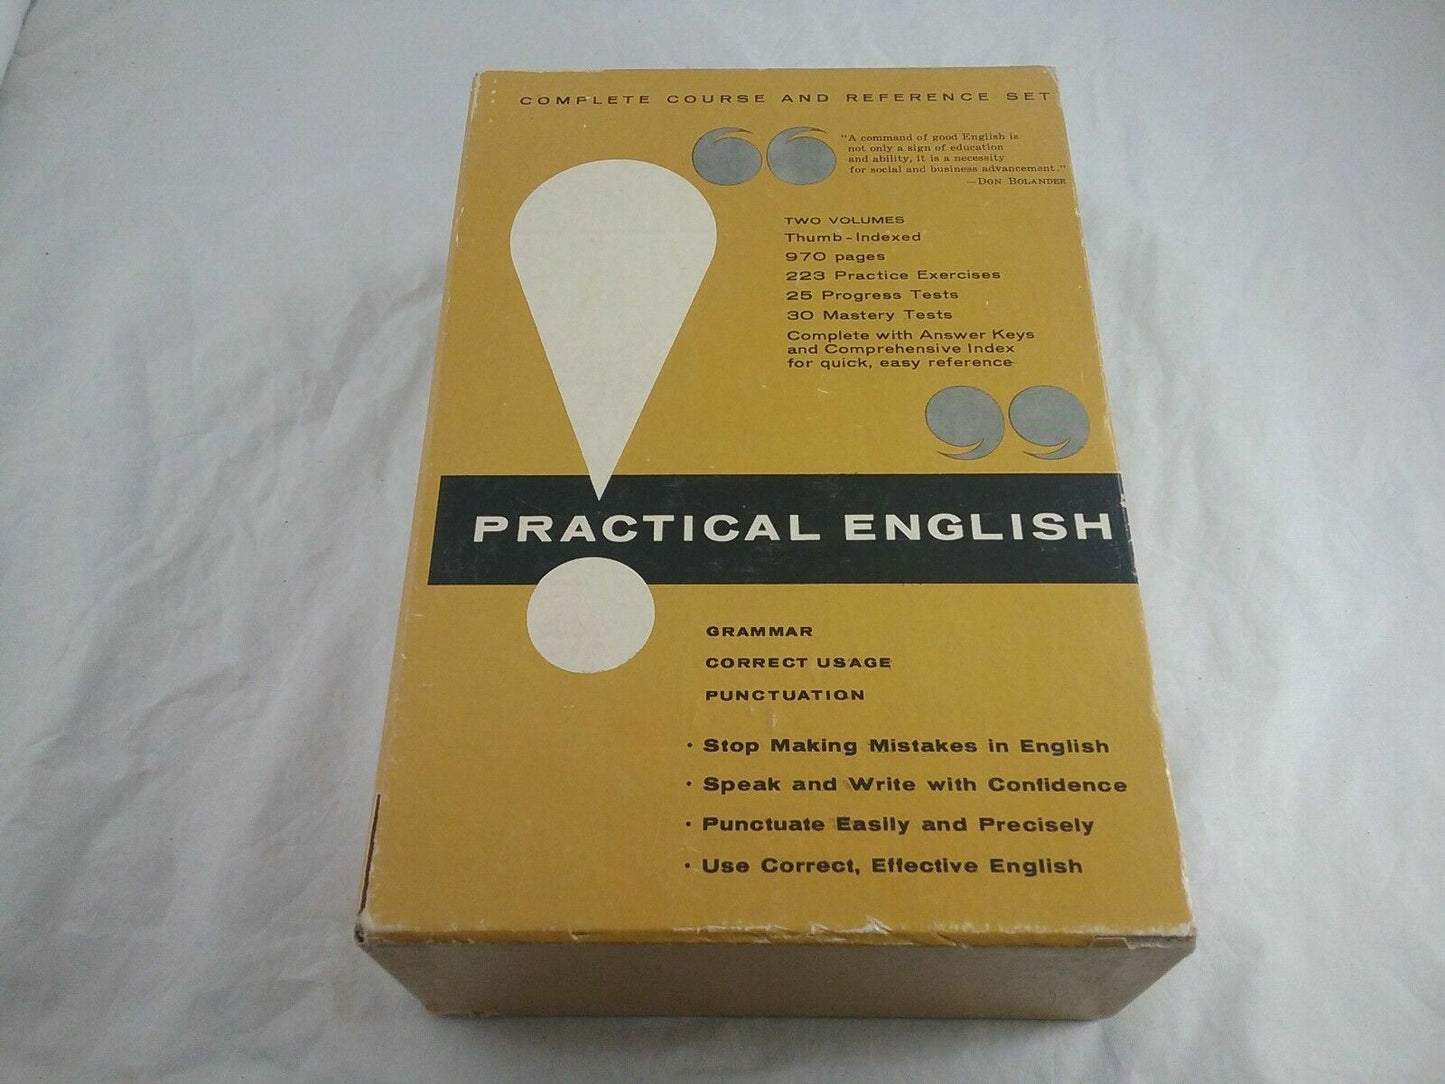 COMPLETE COURSE AND REFERENCE SET
"A command of good English is
not only a sign of education
and ability, it is a necessity
for social and business advancement."
—DON BOLANDER
TWO VOLUMES
Thumb-Indexed
970 pages
223 Practice Exercises
25 Progress Tests
30 Mastery Tests
Complete with Answer Keys
and Comprehensive Index
for quick, easy reference
PRACTICAL ENGLISH
GRAMMAR
CORRECT USAGE
PUNCTUATION
• Stop Making Mistakes in English
• Speak and Write with Confidence
• Punctuate Easily and Precisely
• Use Correct, Effective English